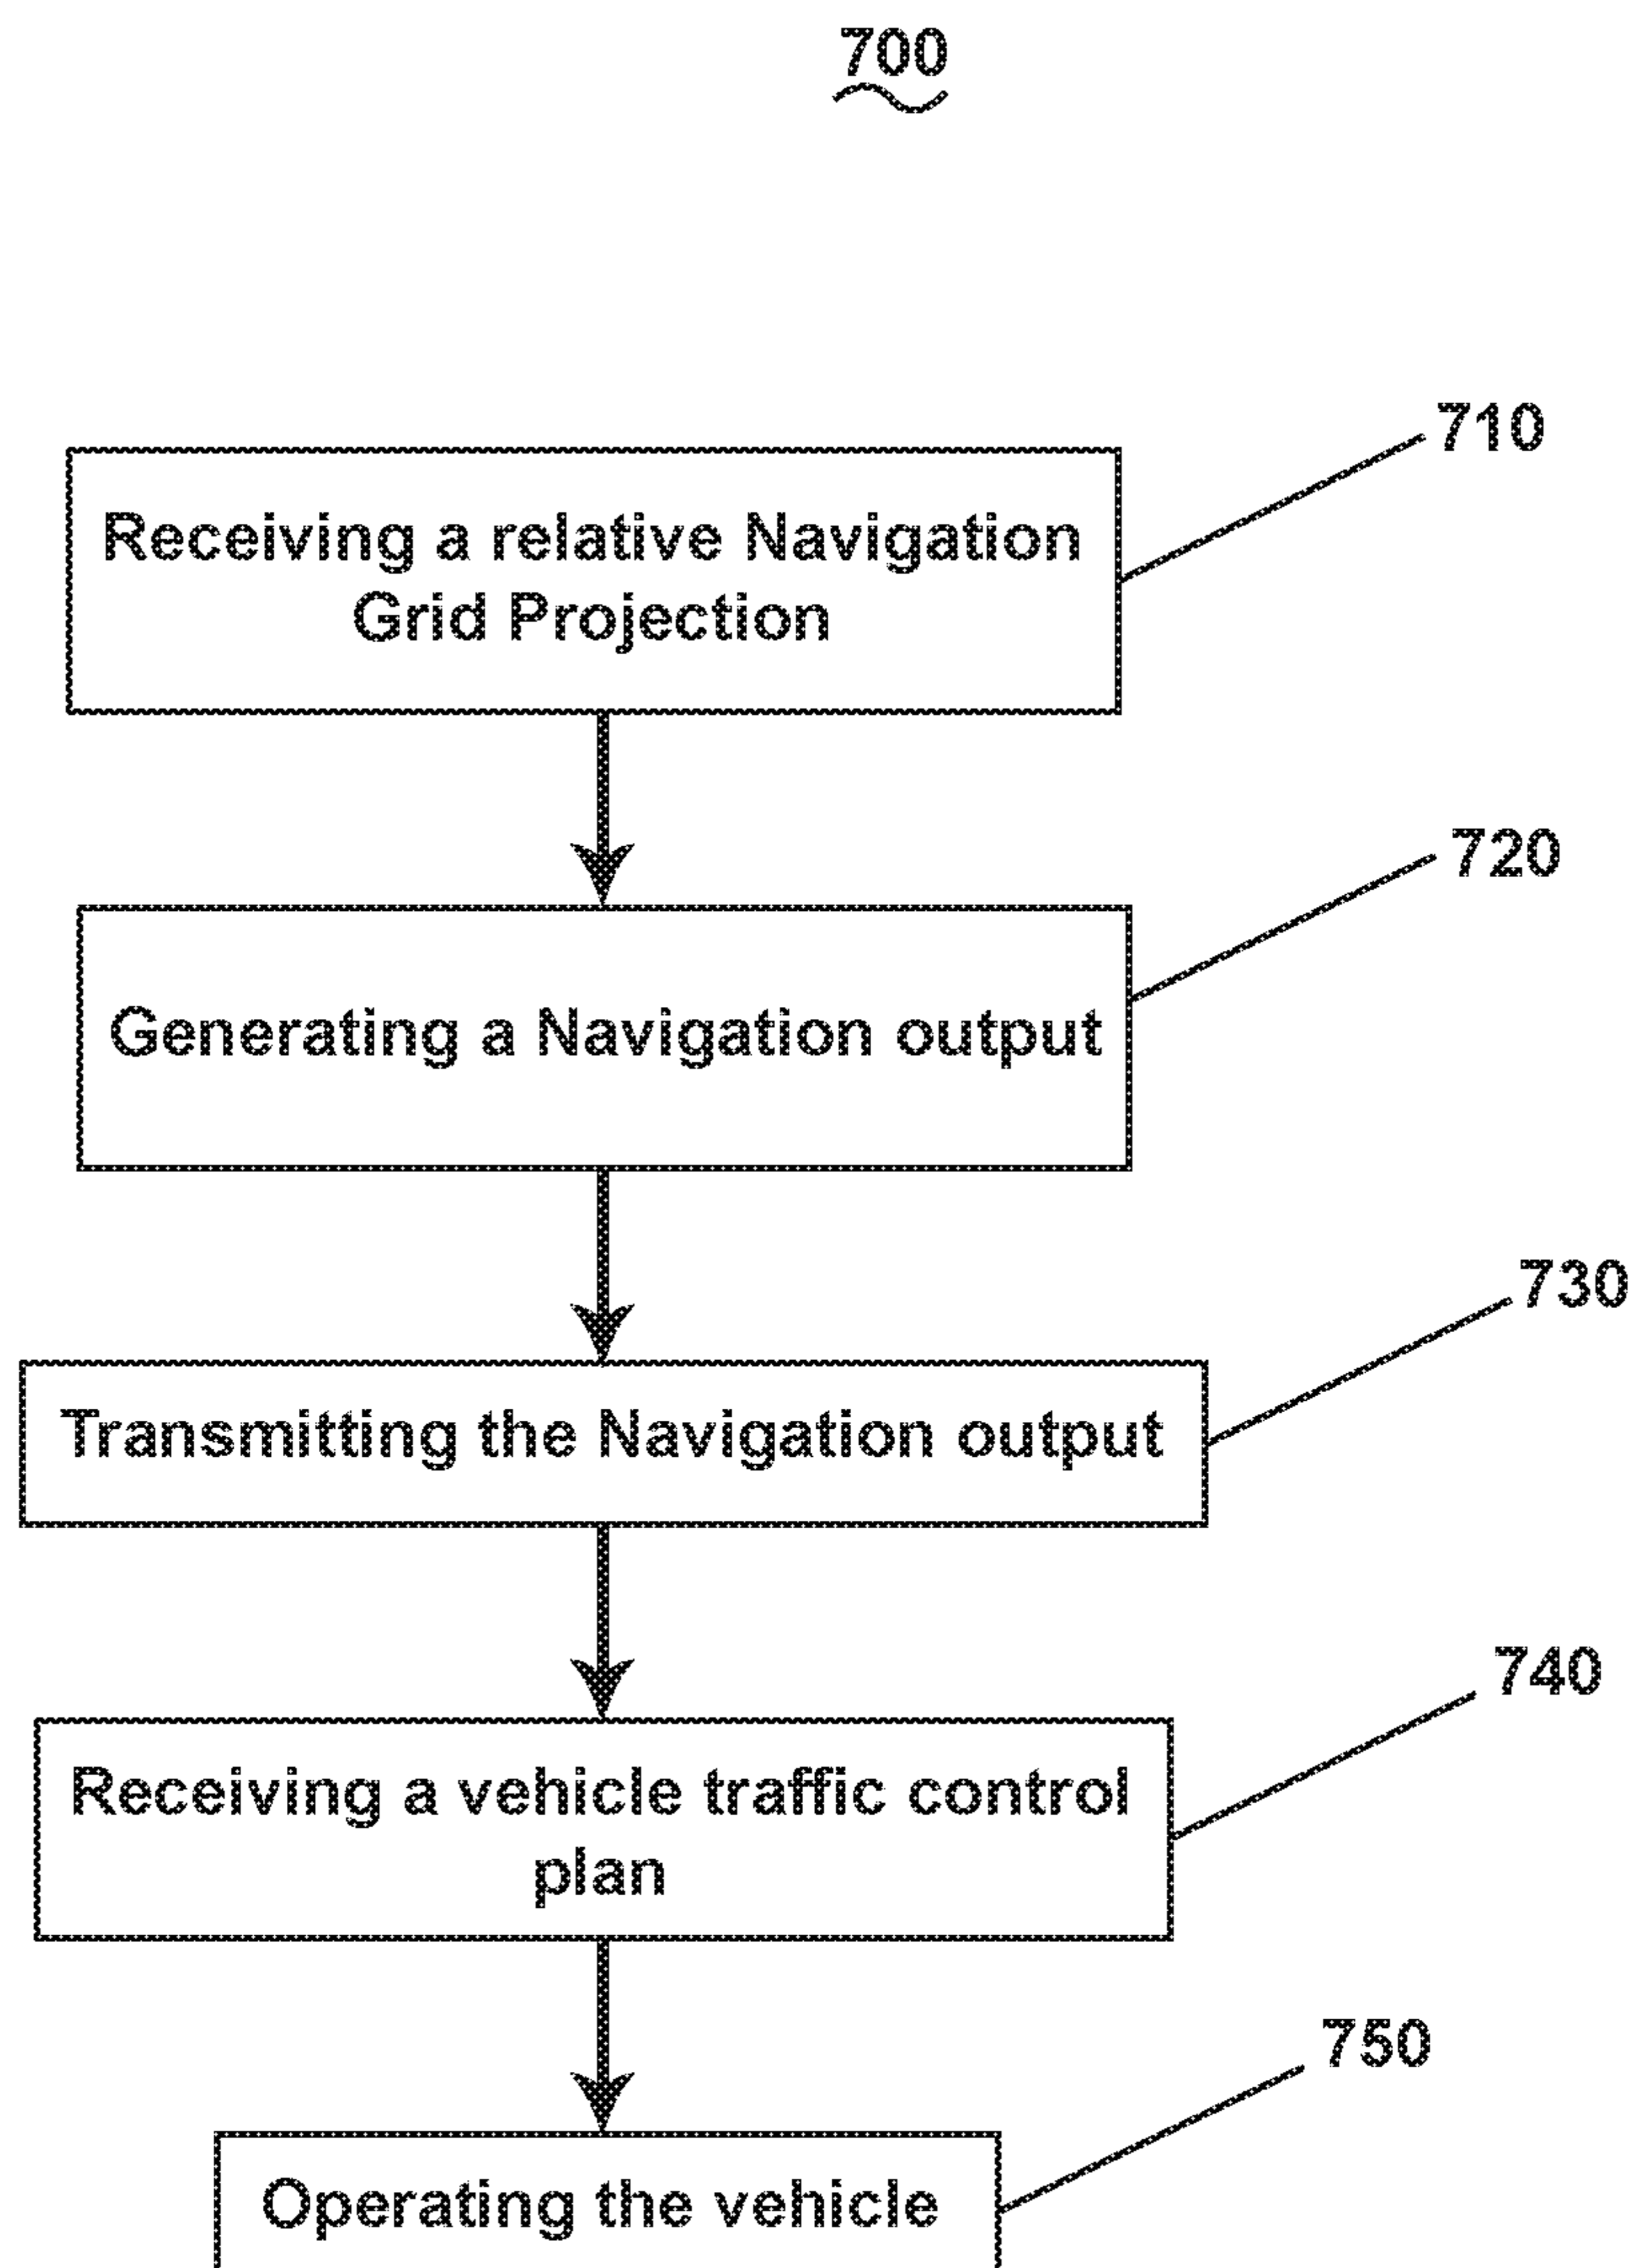 700
710
Receiving a relative Navigation
Grid Projection
720
Generating a Navigation output
730
Transmitting the Navigation output
740
Receiving a vehicle traffic control
plan
750
Operating the vehicle